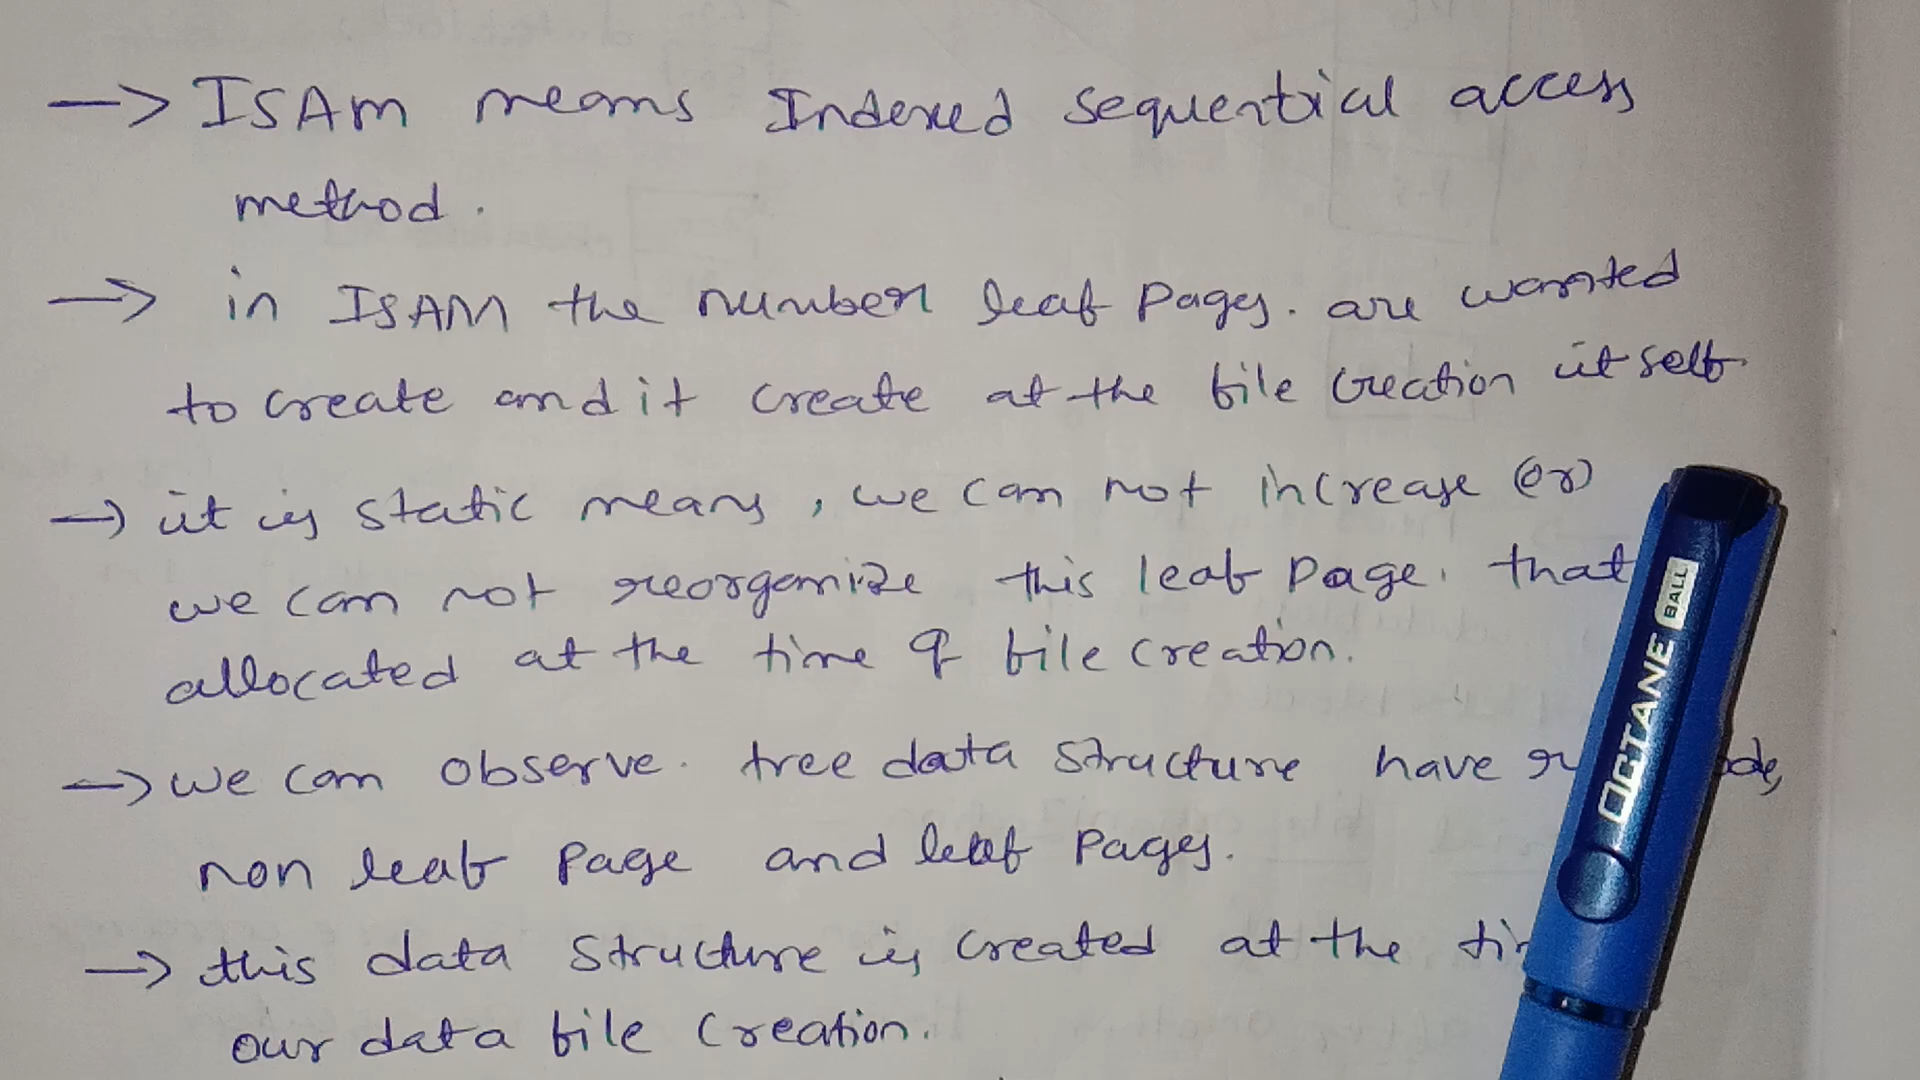 → ISAM means Indexed sequential access
method.
→ in ISAM the number leaf pages. are wanted
to create and it create at the file creation itself
→ it is static means, we can not increase (or)
we can not reorganize this leaf page. that
allocated at the time of file creation.
→ we can observe. tree data structure have
non leaf page and leaf pages.
→ this data structure is created at the
our data file creation.
OCTANE BALL